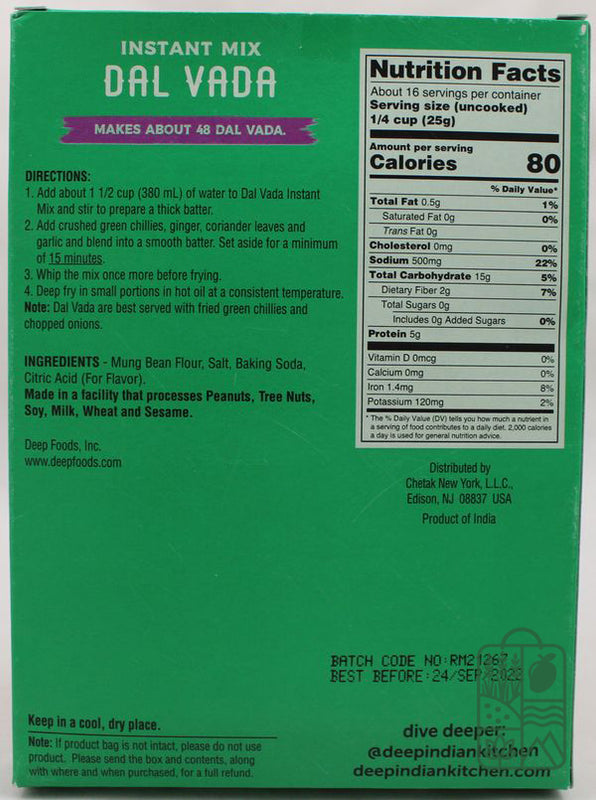 INSTANT MIX
DAL VADA
MAKES ABOUT 48 DAL VADA.
DIRECTIONS:
1. Add about 1 1/2 cup (380 mL) of water to Dal Vada Instant
Mix and stir to prepare a thick batter.
2. Add crushed green chillies, ginger, coriander leaves and
garlic and blend into a smooth batter. Set aside for a minimum
of 15 minutes.
3. Whip the mix once more before frying.
4. Deep fry in small portions in hot oil at a consistent temperature.
Note: Dal Vada are best served with fried green chillies and
chopped onions.
INGREDIENTS - Mung Bean Flour, Salt, Baking Soda,
Citric Acid (For Flavor).
Made in a facility that processes Peanuts, Tree Nuts,
Soy, Milk, Wheat and Sesame.
Deep Foods, Inc.
www.deepfoods.com
Nutrition Facts
About 16 servings per container
Serving size (uncooked)
1/4 cup (25g)
Amount per serving
Calories 80
% Daily Value*
Total Fat 0.5g 1%
Saturated Fat 0g 0%
Trans Fat 0g
Cholesterol 0mg 0%
Sodium 500mg 22%
Total Carbohydrate 15g 5%
Dietary Fiber 2g 7%
Total Sugars 0g
Includes 0g Added Sugars 0%
Protein 5g
Vitamin D 0mcg 0%
Calcium 0mg 0%
Iron 1.4mg 8%
Potassium 120mg 2%
* The % Daily Value (DV) tells you how much a nutrient in
a serving of food contributes to a daily diet. 2,000 calories
a day is used for general nutrition advice.
Distributed by
Chetak New York, L.L.C.,
Edison, NJ 08837 USA
Product of India
BATCH CODE NO:RM21267
BEST BEFORE:24/SEP/2023
Keep in a cool, dry place.
Note: If product bag is not intact, please do not use
product. Please send the box and contents, along
with where and when purchased, for a full refund.
dive deeper:
@deepindiankitchen
deepindiankitchen.com